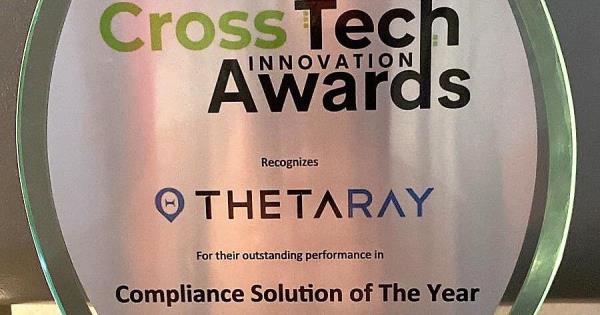 CrossTech
INNOVATION
Awards
Recognizes
THETARAY
For their outstanding performance in
Compliance Solution of The Year